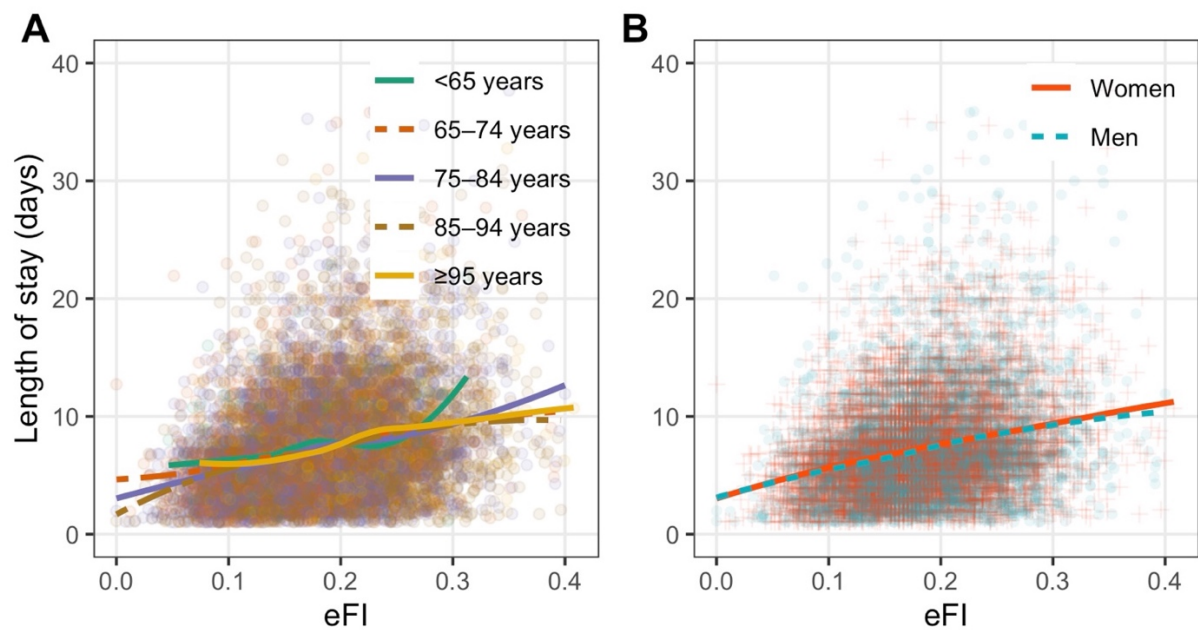 A
Length of stay (days)
40
30
20
10
0
<65 years
65–74 years
75–84 years
85–94 years
≥95 years
0.0 0.1 0.2 0.3 0.4
eFI
B
40
30
20
10
0
Women
Men
0.0 0.1 0.2 0.3 0.4
eFI